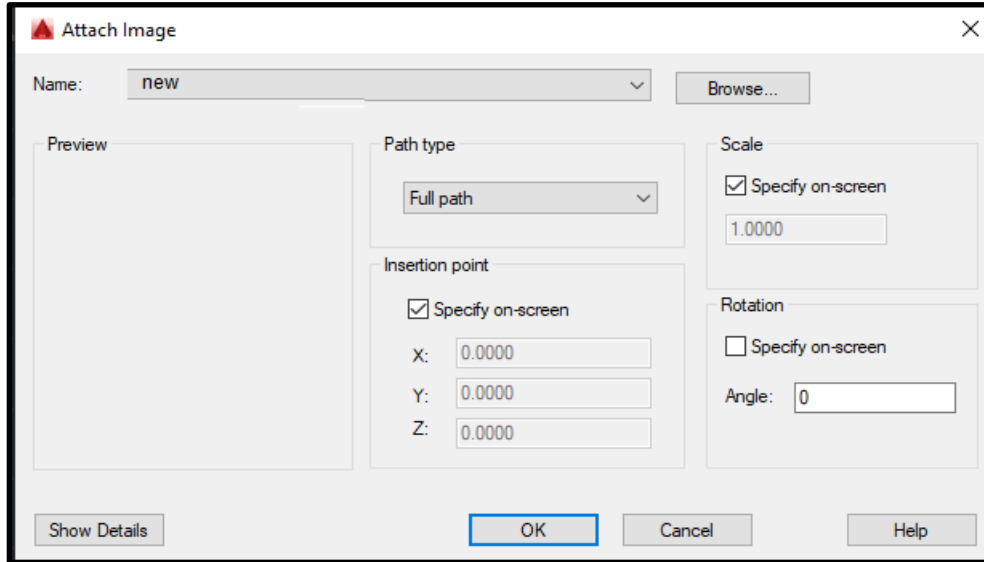 Attach Image
Name: new Browse...
Preview
Path type
Full path
Insertion point
Specify on-screen
X: 0.0000
Y: 0.0000
Z: 0.0000
Scale
Specify on-screen
1.0000
Rotation
Specify on-screen
Angle: 0
Show Details OK Cancel Help